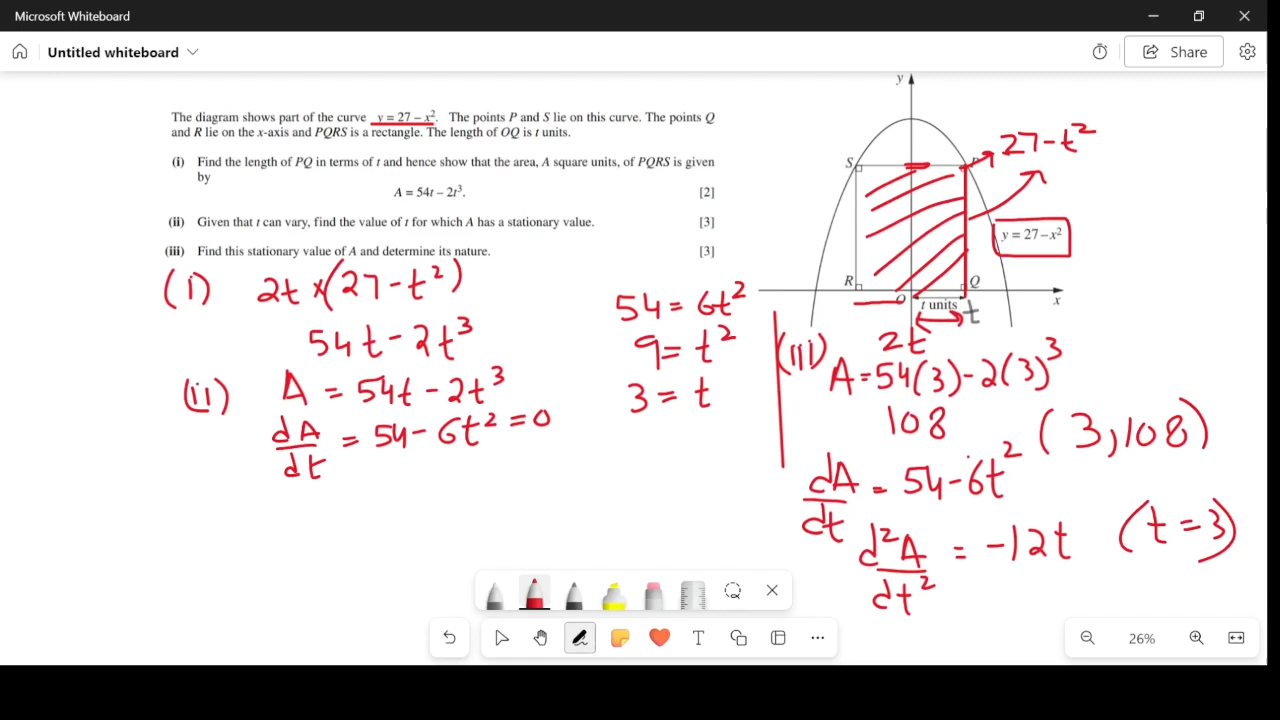 Microsoft Whiteboard
Untitled whiteboard
Share
The diagram shows part of the curve y = 27 – x². The points P and S lie on this curve. The points Q
and R lie on the x-axis and PQRS is a rectangle. The length of OQ is t units.
(i) Find the length of PQ in terms of t and hence show that the area, A square units, of PQRS is given
by
A = 54t – 2t³. [2]
(ii) Given that t can vary, find the value of t for which A has a stationary value. [3]
(iii) Find this stationary value of A and determine its nature. [3]
y
S
P
27-t²
y = 27 – x²
R
O
Q
t units
t
x
2t
(i) 2t × (27-t²)
54t - 2t³
(ii) A = 54t - 2t³
dA/dt = 54 - 6t² = 0
54 = 6t²
9 = t²
3 = t
(iii)
A = 54(3) - 2(3)³
108
(3,108)
dA/dt = 54 - 6t²
d²A/dt² = -12t (t = 3)
26%